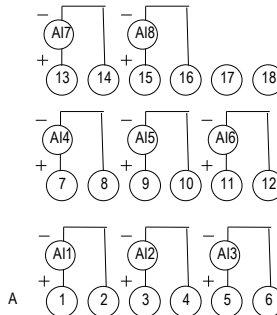 − AI7 − AI8
+ 13 14 + 15 16 17 18
− AI4 − AI5 − AI6
+ 7 8 + 9 10 + 11 12
− AI1 − AI2 − AI3
A + 1 2 + 3 4 + 5 6